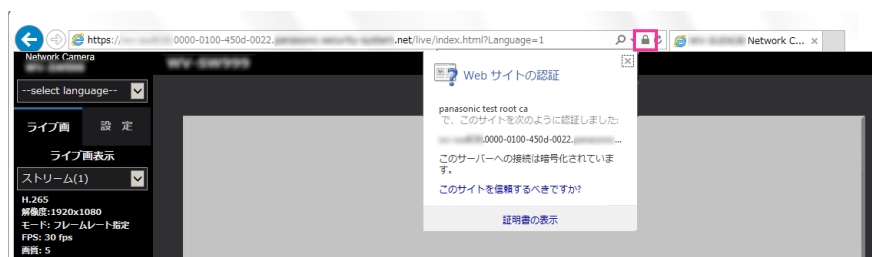 https://
0000-0100-450d-0022.
.net/live/index.html?Language=1
Network C... ×
Network Camera
WV-SW999
--select language--
Web サイトの認証
panasonic test root ca
で、このサイトを次のように認証しました:
.0000-0100-450d-0022. ...
このサーバーへの接続は暗号化されていま
す。
このサイトを信頼するべきですか?
証明書の表示
ライブ画 設 定
ライブ画表示
ストリーム(1)
H.265
解像度:1920x1080
モード: フレームレート指定
FPS: 30 fps
画質: 5